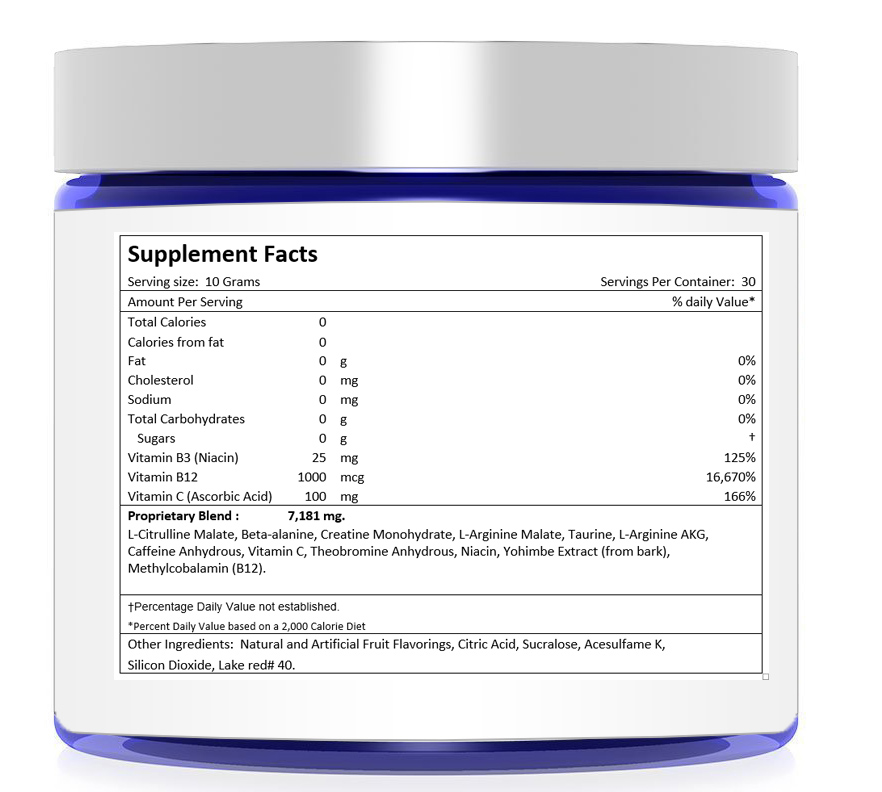 Supplement Facts
Serving size: 10 Grams Servings Per Container: 30
Amount Per Serving % daily Value*
Total Calories 0
Calories from fat 0
Fat 0 g 0%
Cholesterol 0 mg 0%
Sodium 0 mg 0%
Total Carbohydrates 0 g 0%
Sugars 0 g †
Vitamin B3 (Niacin) 25 mg 125%
Vitamin B12 1000 mcg 16,670%
Vitamin C (Ascorbic Acid) 100 mg 166%
Proprietary Blend : 7,181 mg.
L-Citrulline Malate, Beta-alanine, Creatine Monohydrate, L-Arginine Malate, Taurine, L-Arginine AKG,
Caffeine Anhydrous, Vitamin C, Theobromine Anhydrous, Niacin, Yohimbe Extract (from bark),
Methylcobalamin (B12).
†Percentage Daily Value not established.
*Percent Daily Value based on a 2,000 Calorie Diet
Other Ingredients: Natural and Artificial Fruit Flavorings, Citric Acid, Sucralose, Acesulfame K,
Silicon Dioxide, Lake red# 40.